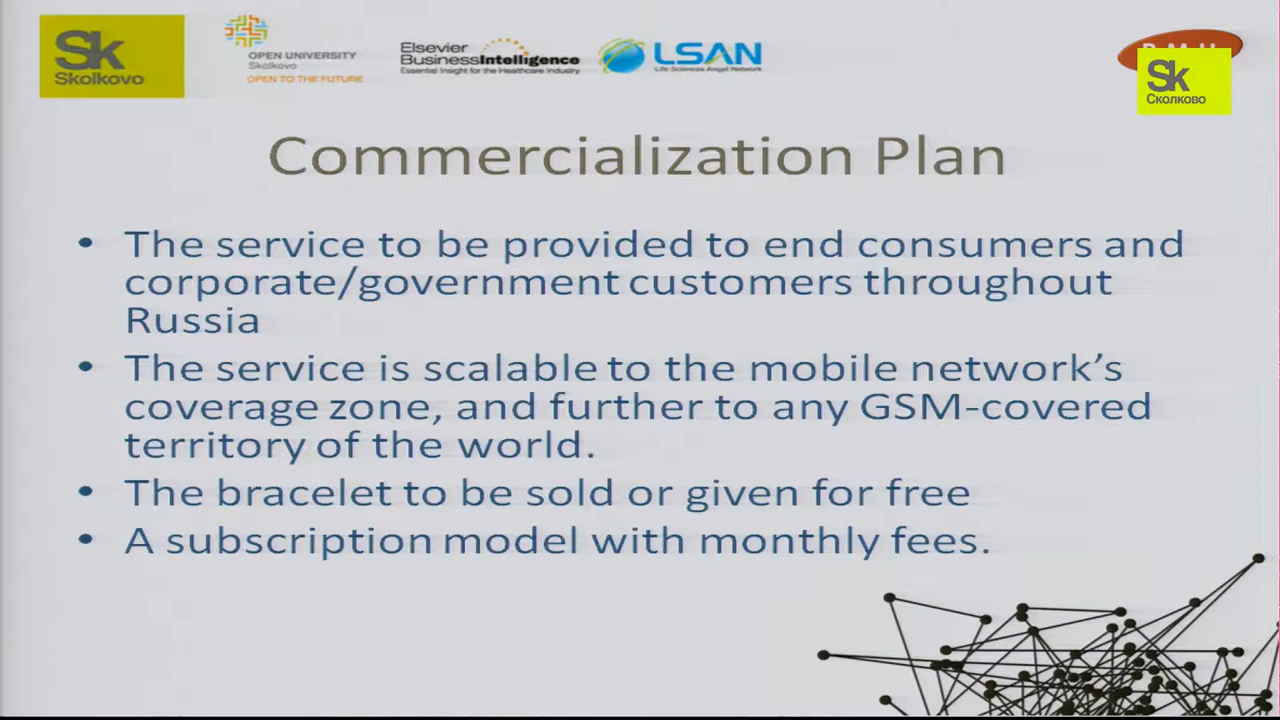 Sk
Skolkovo
OPEN UNIVERSITY
Skolkovo
OPEN TO THE FUTURE
Elsevier
BusinessIntelligence
Essential Insight for the Healthcare Industry
LSAN
Life Sciences Angel Network
Sk
Сколково
Commercialization Plan
• The service to be provided to end consumers and
corporate/government customers throughout
Russia
• The service is scalable to the mobile network’s
coverage zone, and further to any GSM-covered
territory of the world.
• The bracelet to be sold or given for free
• A subscription model with monthly fees.